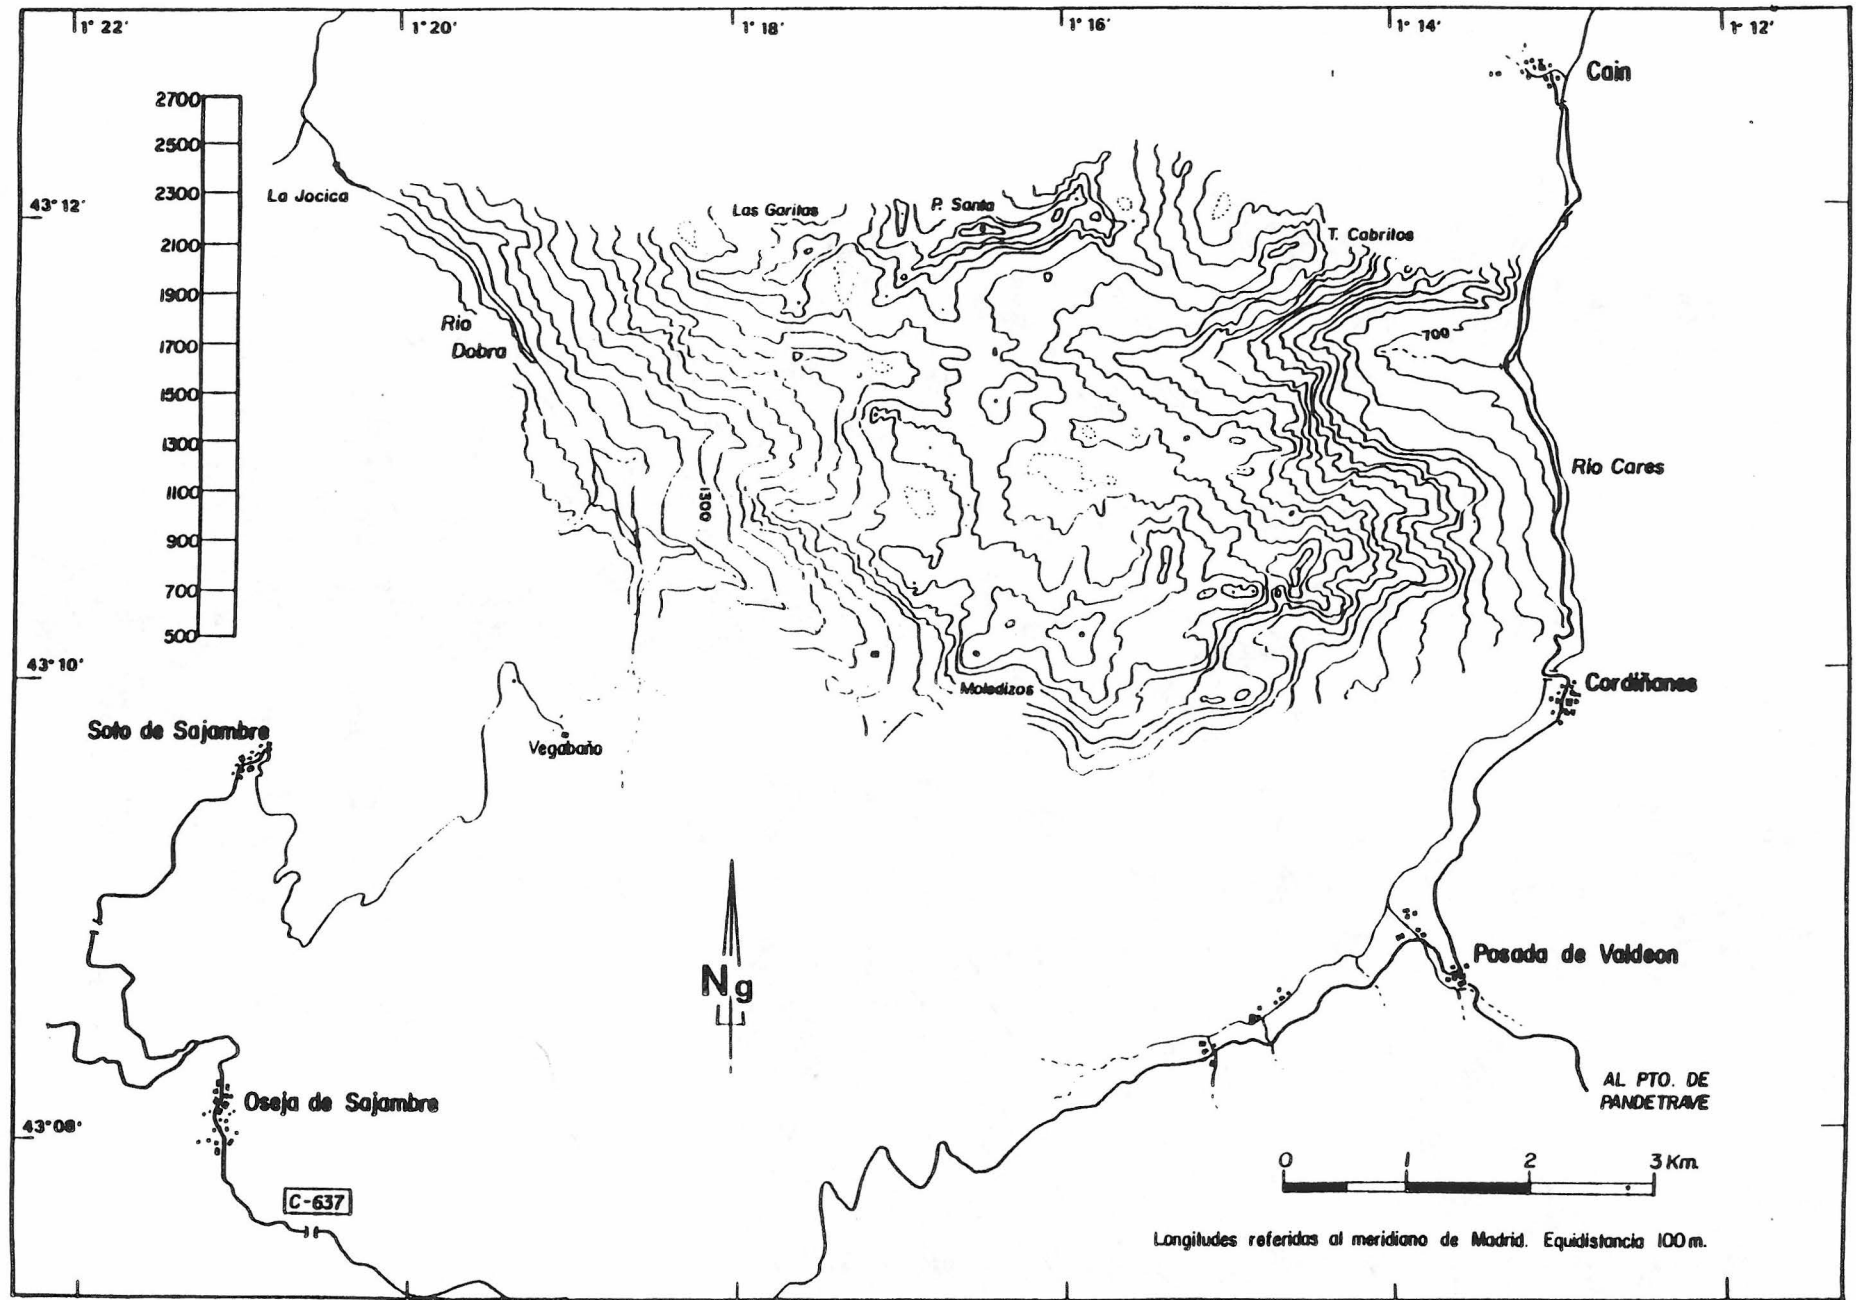 1° 22'
1° 20'
1° 18'
1° 16'
1° 14'
1° 12'
Cain
2700
2500
2300
2100
1900
1700
1500
1300
1100
900
700
500
43° 12'
La Jocica
Las Garitas
P. Santa
T. Cabritos
Rio
Dobra
700
Rio Cares
1300
43° 10'
Moledizos
Cordiñanes
Soto de Sajambre
Vegabaño
Ng
Posada de Valdeon
AL PTO. DE
PANDETRAVE
Oseja de Sajambre
43° 08'
0 1 2 3 Km.
C-637
Longitudes referidas al meridiano de Madrid. Equidistancia 100 m.